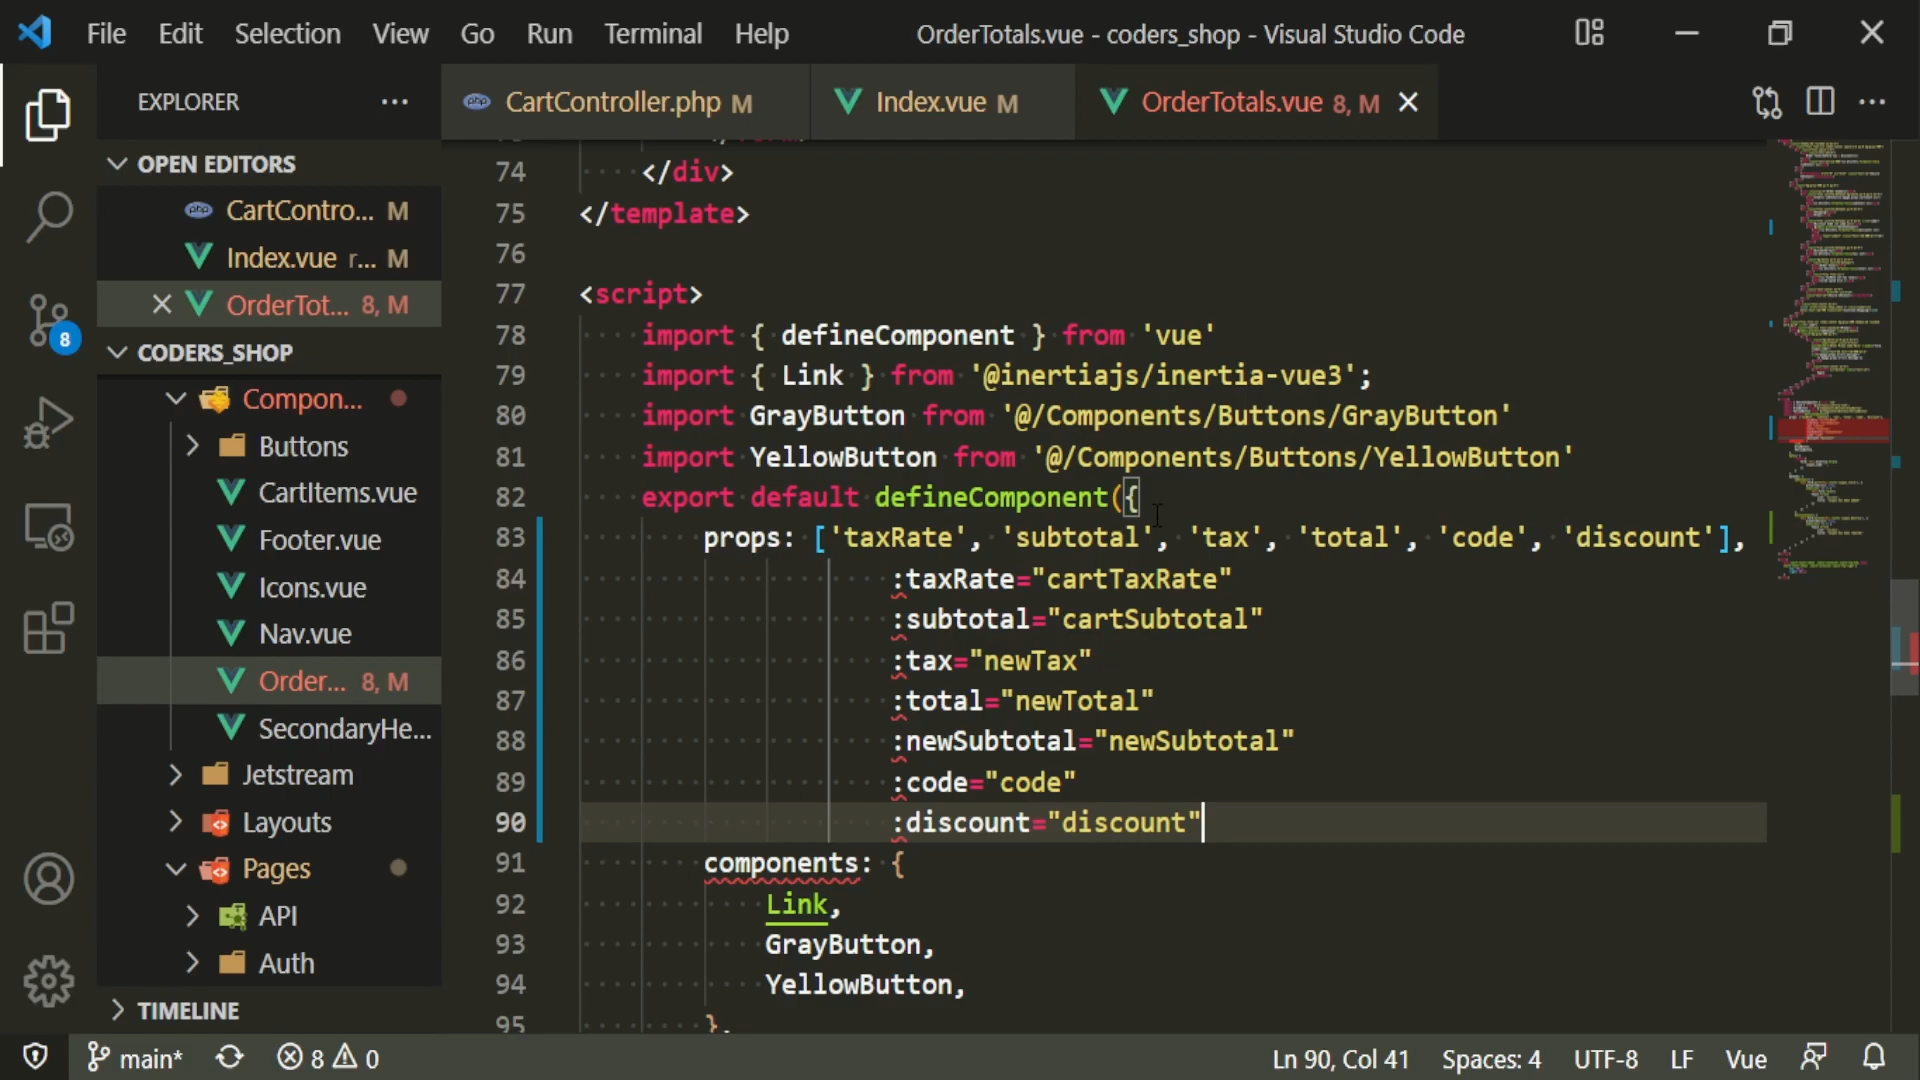 File Edit Selection View Go Run Terminal Help OrderTotals.vue - coders_shop - Visual Studio Code
EXPLORER
CartController.php M
Index.vue M
OrderTotals.vue 8, M
OPEN EDITORS
CartContro... M
Index.vue r... M
OrderTot... 8, M
8
CODERS_SHOP
Compon...
Buttons
CartItems.vue
Footer.vue
Icons.vue
Nav.vue
Order... 8, M
SecondaryHe...
Jetstream
Layouts
Pages
API
Auth
TIMELINE
74 </div>
75 </template>
76
77 <script>
78 import { defineComponent } from 'vue'
79 import { Link } from '@inertiajs/inertia-vue3';
80 import GrayButton from '@/Components/Buttons/GrayButton'
81 import YellowButton from '@/Components/Buttons/YellowButton'
82 export default defineComponent({
83 props: ['taxRate', 'subtotal', 'tax', 'total', 'code', 'discount'],
84 :taxRate="cartTaxRate"
85 :subtotal="cartSubtotal"
86 :tax="newTax"
87 :total="newTotal"
88 :newSubtotal="newSubtotal"
89 :code="code"
90 :discount="discount"
91 components: {
92 Link,
93 GrayButton,
94 YellowButton,
95 },
main* 8 0 Ln 90, Col 41 Spaces: 4 UTF-8 LF Vue